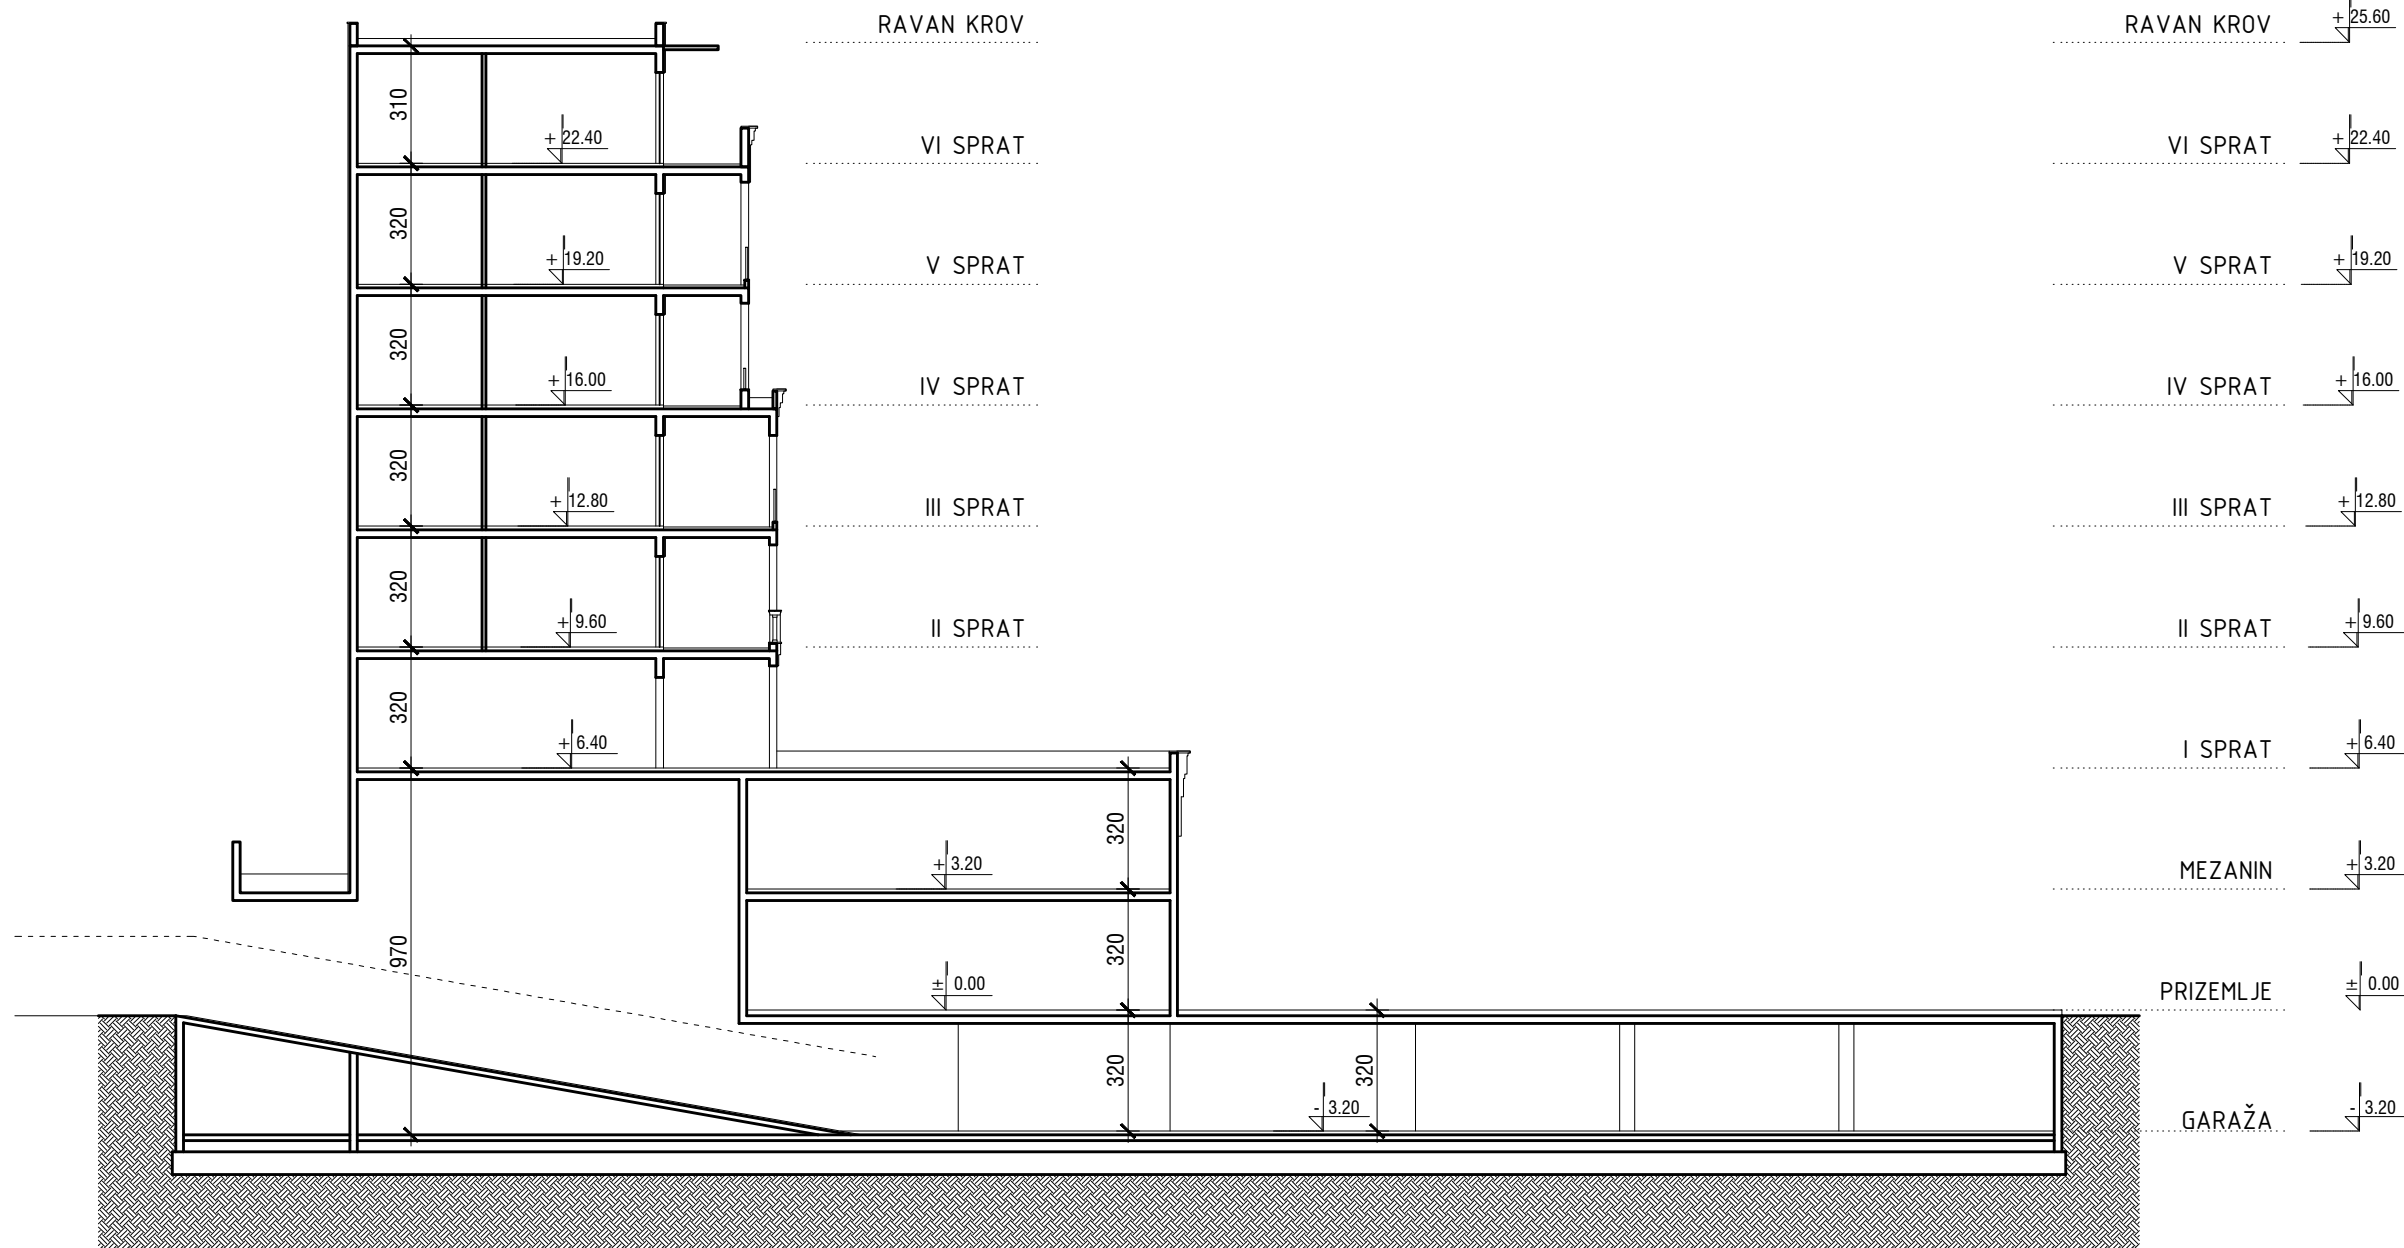 RAVAN KROV RAVAN KROV + 25.60
310
+ 22.40 VI SPRAT VI SPRAT + 22.40
320
+ 19.20 V SPRAT V SPRAT + 19.20
320
+ 16.00 IV SPRAT IV SPRAT + 16.00
320
+ 12.80 III SPRAT III SPRAT + 12.80
320
+ 9.60 II SPRAT II SPRAT + 9.60
320
+ 6.40 I SPRAT + 6.40
320
+ 3.20 MEZANIN + 3.20
970 320
± 0.00 PRIZEMLJE ± 0.00
320 320
- 3.20 GARAŽA - 3.20